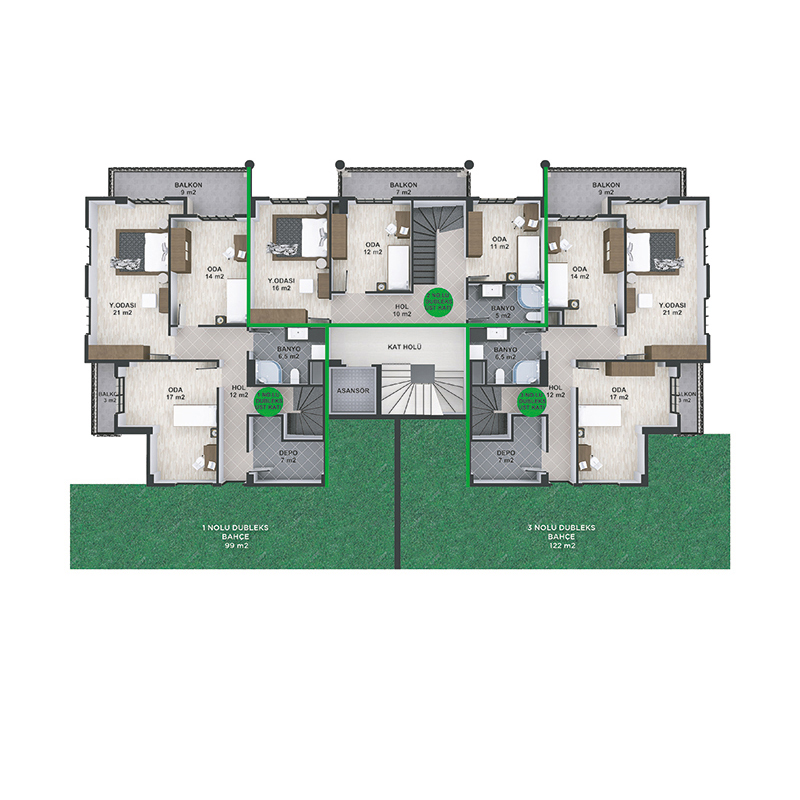 BALKON
9 m2
BALKON
7 m2
BALKON
9 m2
Y.ODASI
21 m2
ODA
14 m2
Y.ODASI
16 m2
ODA
12 m2
ODA
11 m2
ODA
14 m2
Y.ODASI
21 m2
HOL
10 m2
2 NOLU
DUBLEKS
ÜST KATI
BANYO
5 m2
BANYO
6,5 m2
KAT HOLÜ
BANYO
6,5 m2
BALKON
3 m2
ODA
17 m2
HOL
12 m2
1 NOLU
DUBLEKS
ÜST KATI
ASANSÖR
3 NOLU
DUBLEKS
ÜST KATI
HOL
12 m2
ODA
17 m2
BALKON
3 m2
DEPO
7 m2
DEPO
7 m2
1 NOLU DUBLEKS
BAHÇE
99 m2
3 NOLU DUBLEKS
BAHÇE
122 m2